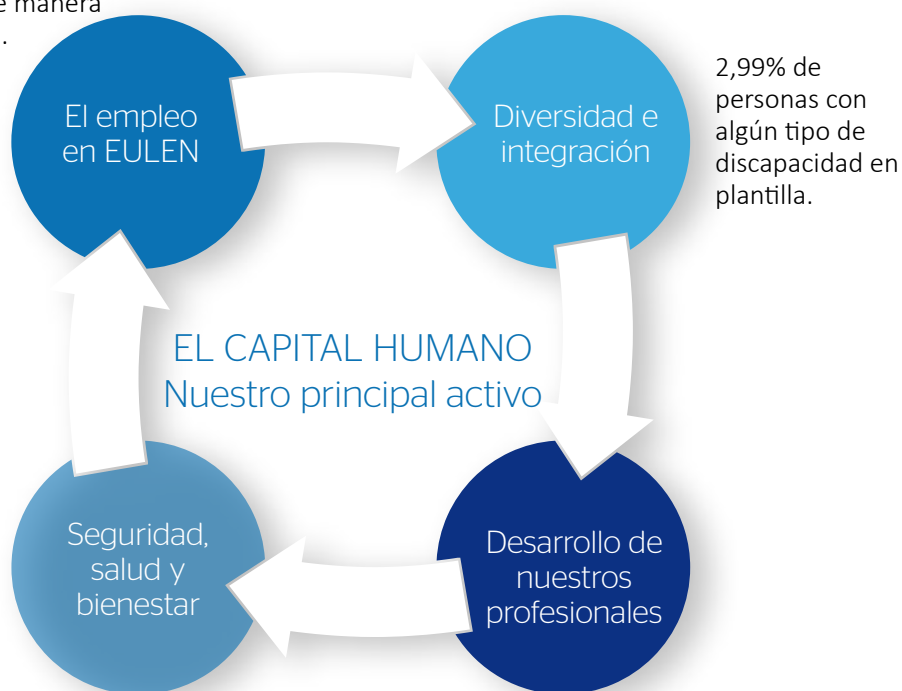 manera
.
El empleo
en EULEN
Diversidad e
integración
2,99% de
personas con
algún tipo de
discapacidad en
plantilla.
EL CAPITAL HUMANO
Nuestro principal activo
Seguridad,
salud y
bienestar
Desarrollo de
nuestros
profesionales